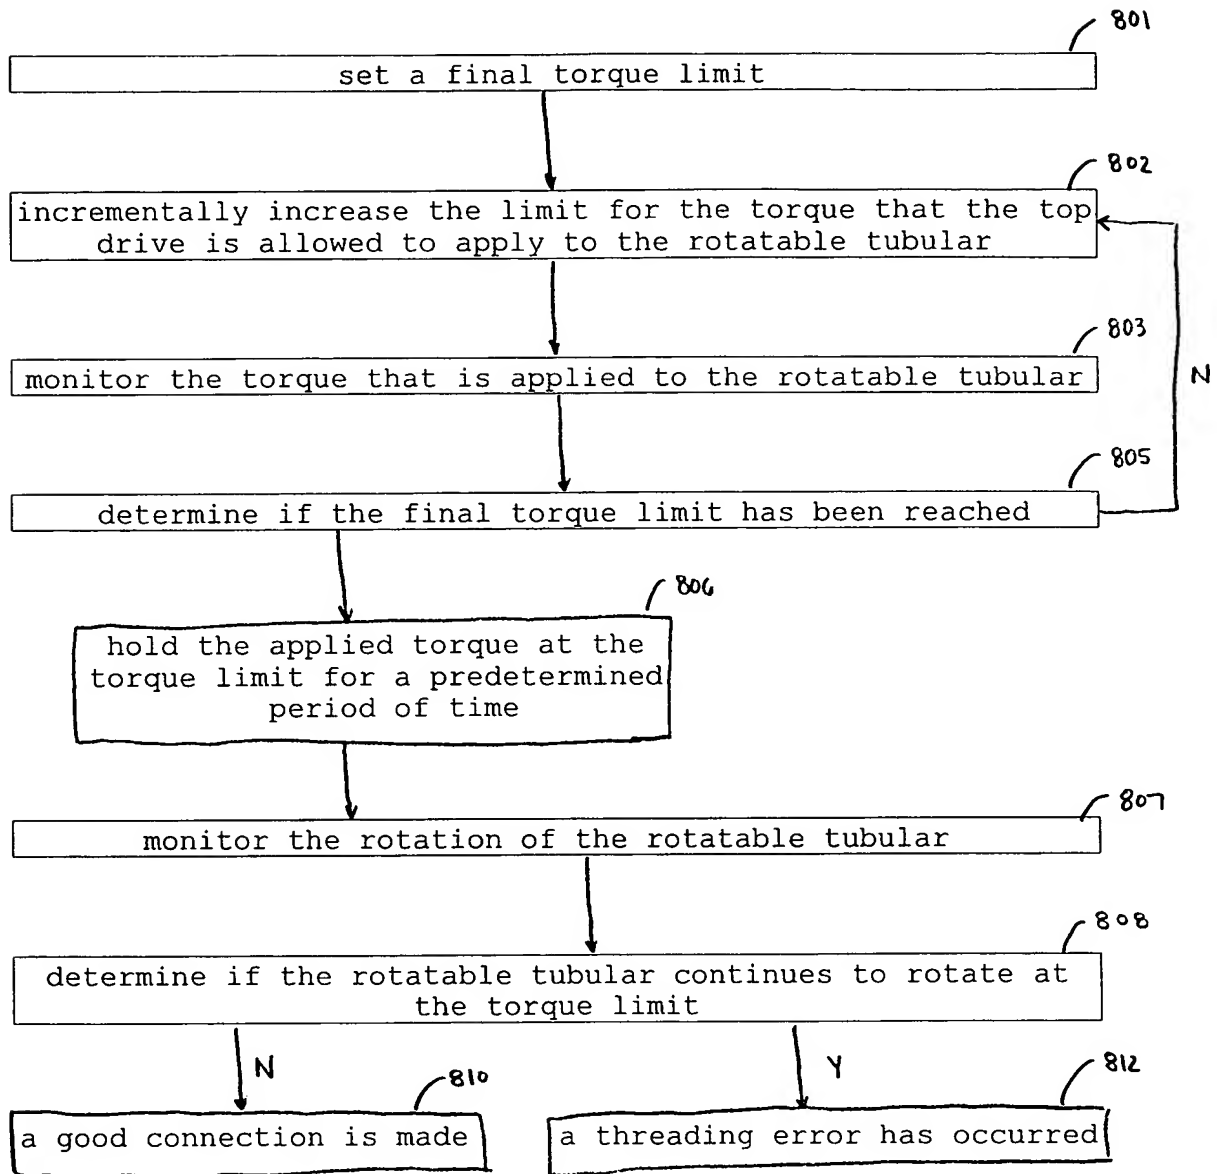 801
set a final torque limit
802
incrementally increase the limit for the torque that the top
drive is allowed to apply to the rotatable tubular
803
monitor the torque that is applied to the rotatable tubular
N
805
determine if the final torque limit has been reached
806
hold the applied torque at the
torque limit for a predetermined
period of time
807
monitor the rotation of the rotatable tubular
808
determine if the rotatable tubular continues to rotate at
the torque limit
N
Y
810
812
a good connection is made
a threading error has occurred